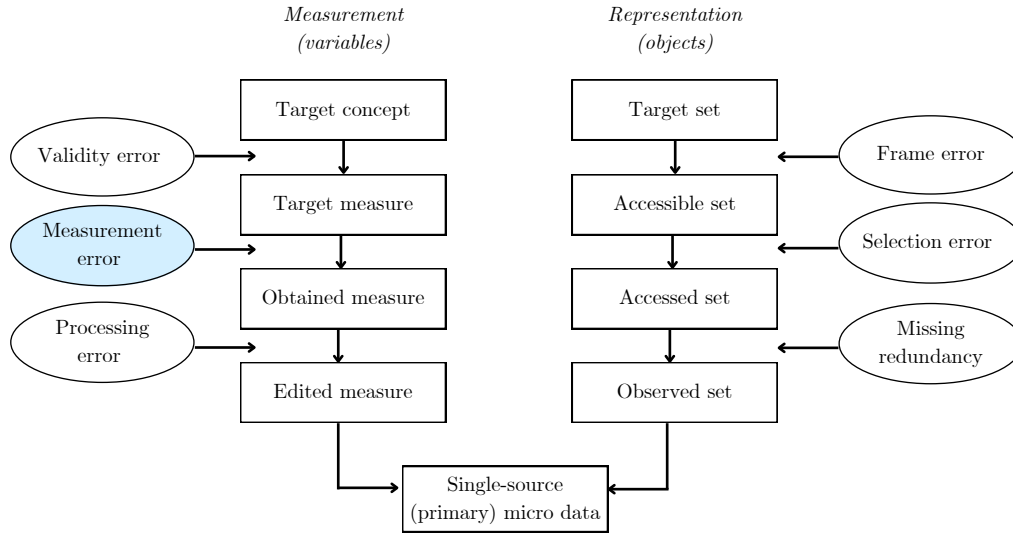 Measurement
(variables)
Representation
(objects)
Target concept
Target set
Validity error
Frame error
Target measure
Accessible set
Measurement
error
Selection error
Obtained measure
Accessed set
Processing
error
Missing
redundancy
Edited measure
Observed set
Single-source
(primary) micro data